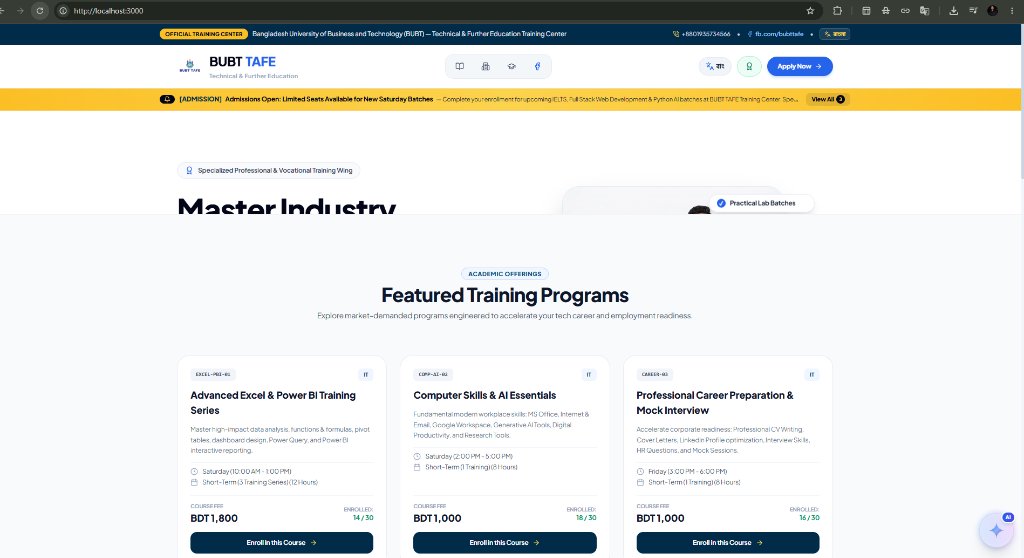 http://localhost:3000
OFFICIAL TRAINING CENTER Bangladesh University of Business and Technology (BUBT) — Technical & Further Education Training Center +8801935734566 • fb.com/bubttafe • বাংলা
BUBT TAFE
BUBT TAFE
Technical & Further Education
বাং
Apply Now →
[ADMISSION] Admissions Open: Limited Seats Available for New Saturday Batches — Complete your enrollment for upcoming IELTS, Full Stack Web Development & Python AI batches at BUBT TAFE Training Center. Spe...
View All
Specialized Professional & Vocational Training Wing
Master Industry
Practical Lab Batches
ACADEMIC OFFERINGS
Featured Training Programs
Explore market-demanded programs engineered to accelerate your tech career and employment readiness.
EXCEL-PBI-01 IT
Advanced Excel & Power BI Training
Series
Master high-impact data analysis, functions & formulas, pivot
tables, dashboard design, Power Query, and Power BI
interactive reporting.
Saturday (10:00 AM - 1:00 PM)
Short-Term (3 Training Series) (12 Hours)
COURSE FEE
BDT 1,800
ENROLLED:
14 / 30
Enroll in this Course →
COMP-AI-02 IT
Computer Skills & AI Essentials
Fundamental modern workplace skills: MS Office, Internet &
Email, Google Workspace, Generative AI Tools, Digital
Productivity, and Research Tools.
Saturday (2:00 PM - 5:00 PM)
Short-Term (1 Training) (8 Hours)
COURSE FEE
BDT 1,000
ENROLLED:
18 / 30
Enroll in this Course →
CAREER-03 IT
Professional Career Preparation &
Mock Interview
Accelerate corporate readiness: Professional CV Writing,
Cover Letters, LinkedIn Profile optimization, Interview Skills,
HR Questions, and Mock Sessions.
Friday (3:00 PM - 6:00 PM)
Short-Term (1 Training) (8 Hours)
COURSE FEE
BDT 1,000
ENROLLED:
16 / 30
Enroll in this Course →
AI